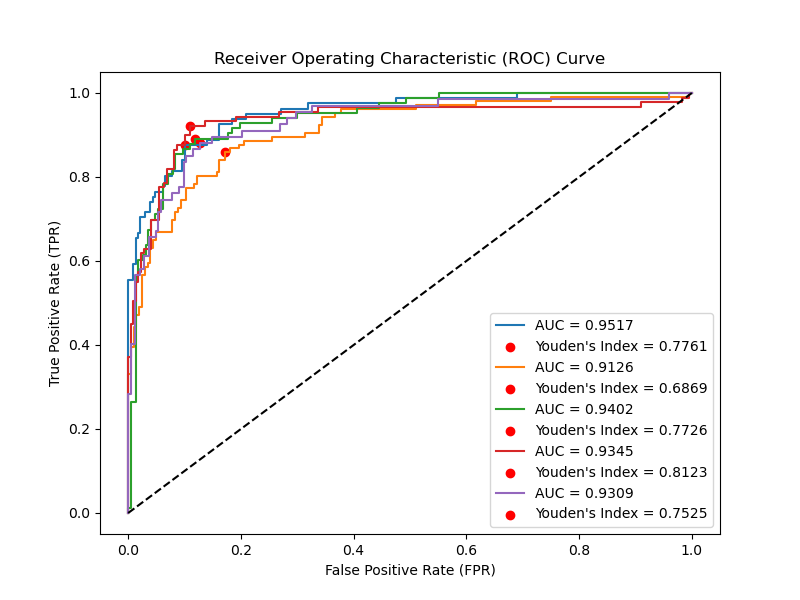 Receiver Operating Characteristic (ROC) Curve
True Positive Rate (TPR)
1.0
0.8
0.6
0.4
0.2
0.0
AUC = 0.9517
Youden's Index = 0.7761
AUC = 0.9126
Youden's Index = 0.6869
AUC = 0.9402
Youden's Index = 0.7726
AUC = 0.9345
Youden's Index = 0.8123
AUC = 0.9309
Youden's Index = 0.7525
0.0 0.2 0.4 0.6 0.8 1.0
False Positive Rate (FPR)